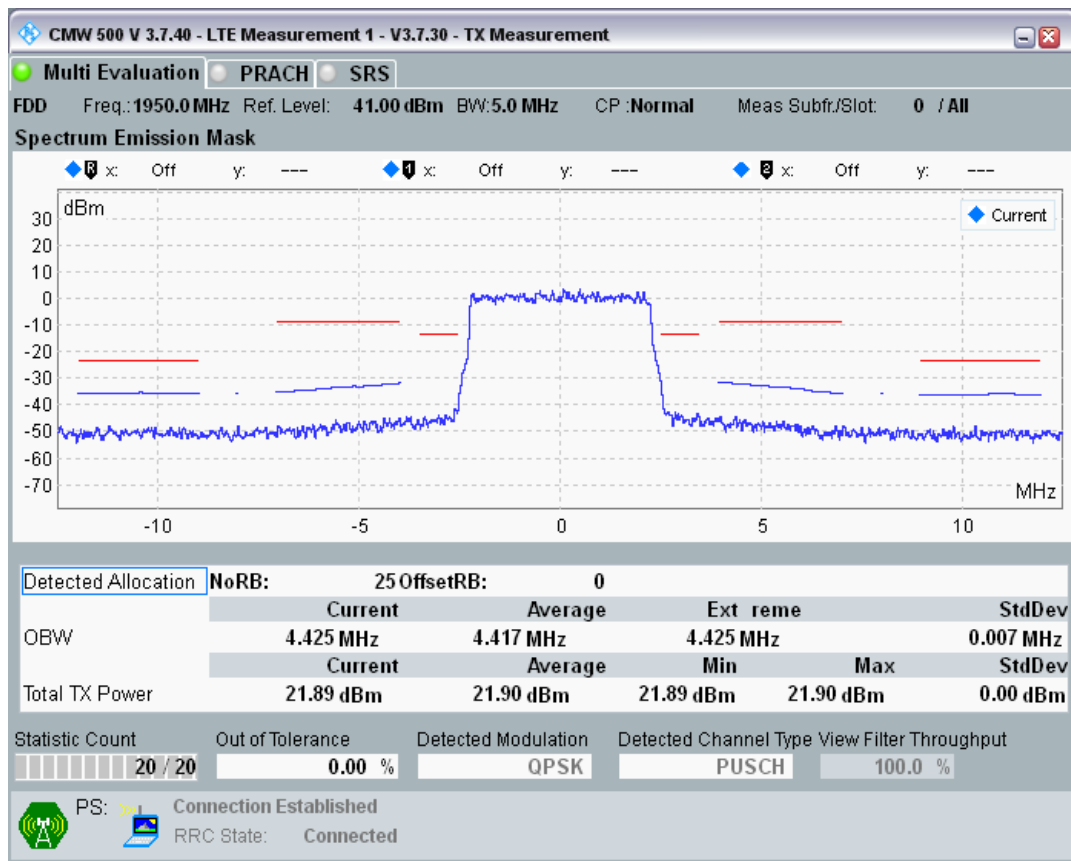 CMW 500 V 3.7.40 - LTE Measurement 1 - V3.7.30 - TX Measurement
Multi Evaluation PRACH SRS
FDD Freq.: 1950.0 MHz Ref. Level: 41.00 dBm BW: 5.0 MHz CP : Normal Meas Subfr./Slot: 0 / All
Spectrum Emission Mask
R x: Off y: --- 1 x: Off y: --- 2 x: Off y: ---
dBm
Current
30
20
10
0
-10
-20
-30
-40
-50
-60
-70
MHz
-10 -5 0 5 10
Detected Allocation NoRB: 25 OffsetRB: 0
Current Average Ext reme StdDev
OBW 4.425 MHz 4.417 MHz 4.425 MHz 0.007 MHz
Current Average Min Max StdDev
Total TX Power 21.89 dBm 21.90 dBm 21.89 dBm 21.90 dBm 0.00 dBm
Statistic Count Out of Tolerance Detected Modulation Detected Channel Type View Filter Throughput
20 / 20 0.00 % QPSK PUSCH 100.0 %
PS: Connection Established
RRC State: Connected